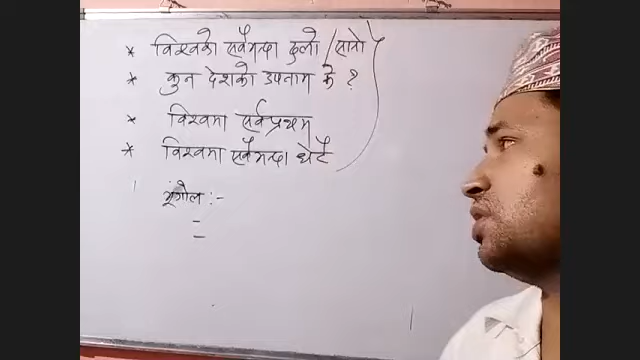 * विश्वको सबैभन्दा ठुलो / सानो
* कुन देशको उपनाम के ?
* विश्वमा सर्वप्रथम
* विश्वमा सबैभन्दा धेरै
भूगोल :-